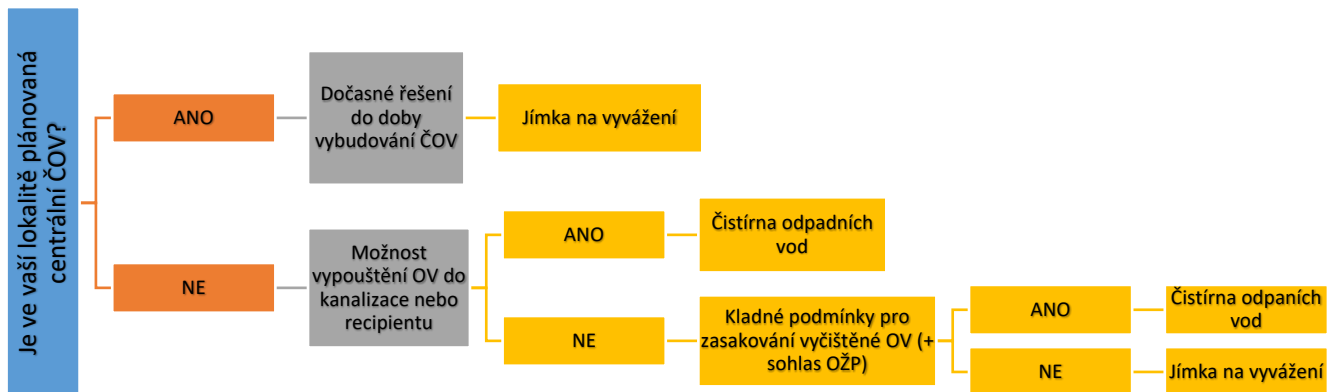 Je ve vaší lokalitě plánovaná
centrální ČOV?
ANO
Dočasné řešení
do doby
vybudování ČOV
Jímka na vyvážení
NE
Možnost
vypouštění OV do
kanalizace nebo
recipientu
ANO
Čistírna odpadních
vod
NE
Kladné podmínky pro
zasakování vyčištěné OV (+
sohlas OŽP)
ANO
Čistírna odpaních
vod
NE
Jímka na vyvážení